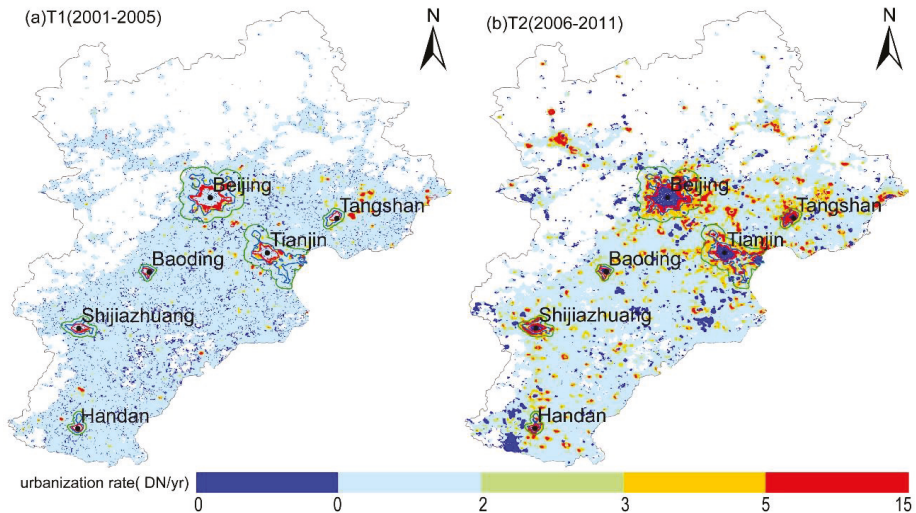 (a)T1(2001-2005)
N
Beijing
Tangshan
Tianjin
Baoding
Shijiazhuang
Handan
(b)T2(2006-2011)
N
Beijing
Tangshan
Tianjin
Baoding
Shijiazhuang
Handan
urbanization rate( DN/yr)
0 0 2 3 5 15